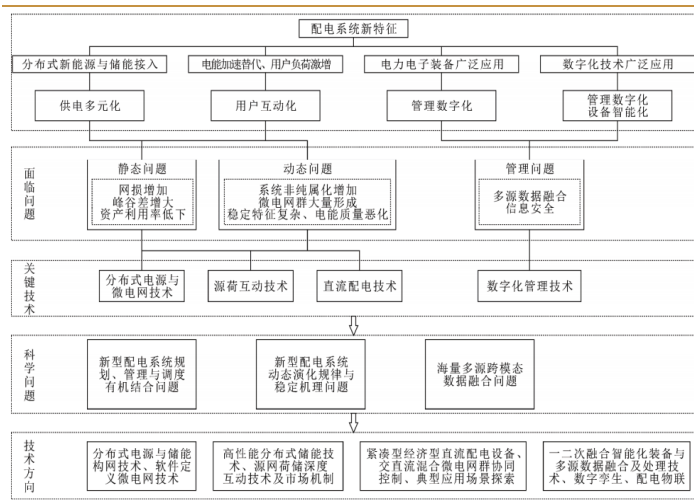 配电系统新特征
分布式新能源与储能接入
电能加速替代、用户负荷激增
电力电子装备广泛应用
数字化技术广泛应用
供电多元化
用户互动化
管理数字化
管理数字化
设备智能化
面临问题
静态问题
网损增加
峰谷差增大
资产利用率低下
动态问题
系统非纯属化增加
微电网群大量形成
稳定特征复杂、电能质量恶化
管理问题
多源数据融合
信息安全
关键技术
分布式电源与
微电网技术
源荷互动技术
直流配电技术
数字化管理技术
科学问题
新型配电系统规
划、管理与调度
有机结合问题
新型配电系统
动态演化规律与
稳定机理问题
海量多源跨模态
数据融合问题
技术方向
分布式电源与储能
构网技术、软件定
义微电网技术
高性能分布式储能技
术、源网荷储深度
互动技术及市场机制
紧凑型经济型直流配电设备、
交直流混合微电网群协同
控制、典型应用场景探索
一二次融合智能化装备与
多源数据融合及处理技
术、数字孪生、配电物联